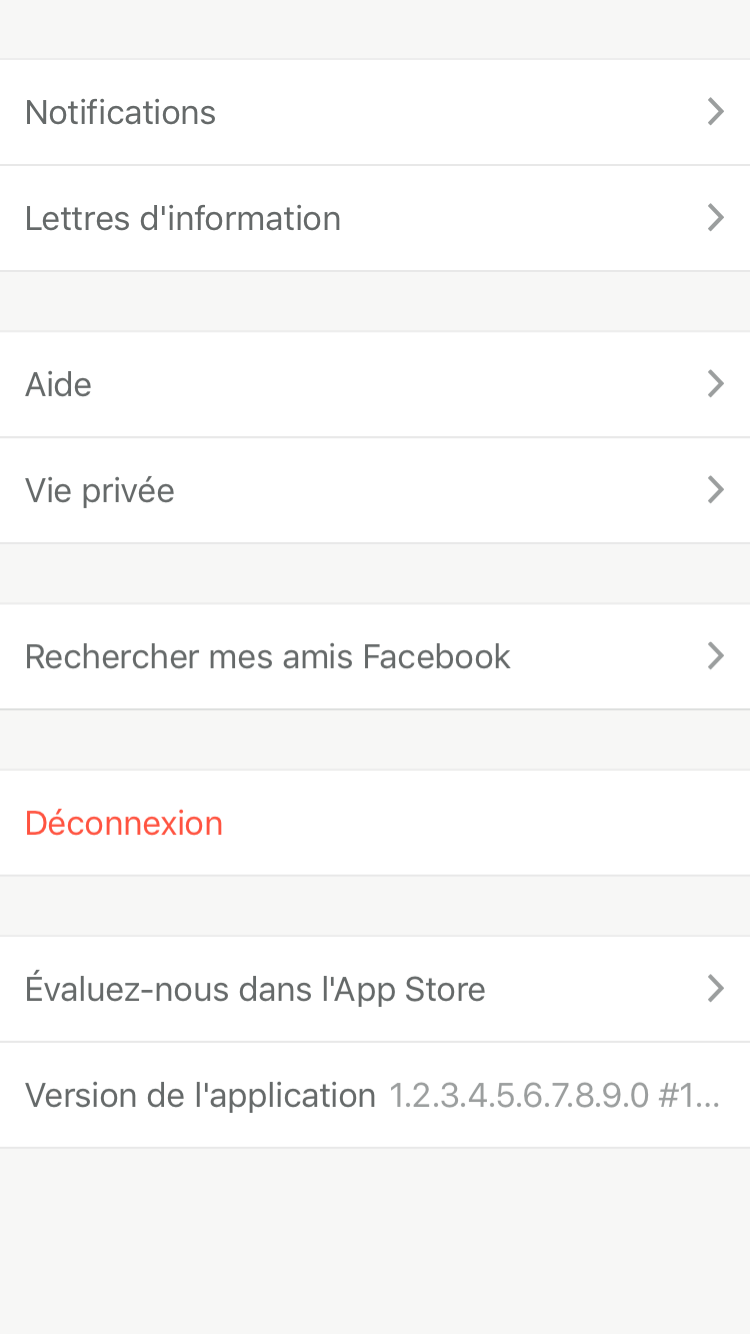 Notifications
Lettres d'information
Aide
Vie privée
Rechercher mes amis Facebook
Déconnexion
Évaluez-nous dans l'App Store
Version de l'application 1.2.3.4.5.6.7.8.9.0 #1...